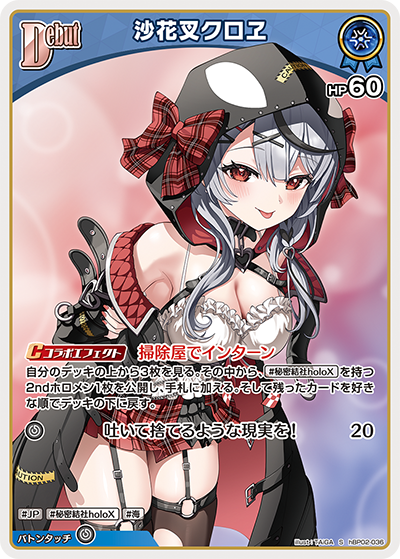 Debut
沙花叉クロヱ
HP60
CAUTION
Cコラボエフェクト 掃除屋でインターン
自分のデッキの上から3枚を見る。その中から、#秘密結社holoXを持つ
2ndホロメン1枚を公開し、手札に加える。そして残ったカードを好き
な順でデッキの下に戻す。
吐いて捨てるような現実を! 20
CAUTION
#JP #秘密結社holoX #海
バトンタッチ
illust: TAiGA S hBP02-036